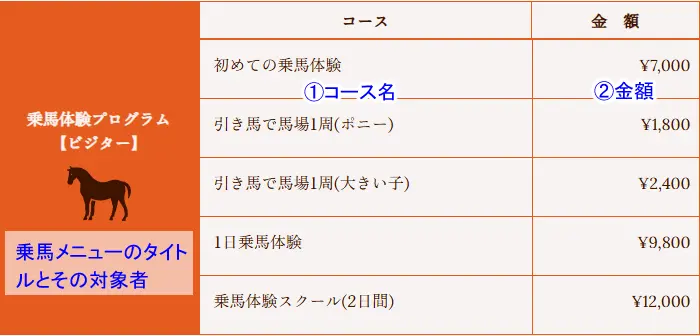 コース
金 額
乗馬体験プログラム
【ビジター】
乗馬メニューのタイト
ルとその対象者
初めての乗馬体験
¥7,000
①コース名
②金額
引き馬で馬場1周(ポニー)
¥1,800
引き馬で馬場1周(大きい子)
¥2,400
1日乗馬体験
¥9,800
乗馬体験スクール(2日間)
¥12,000